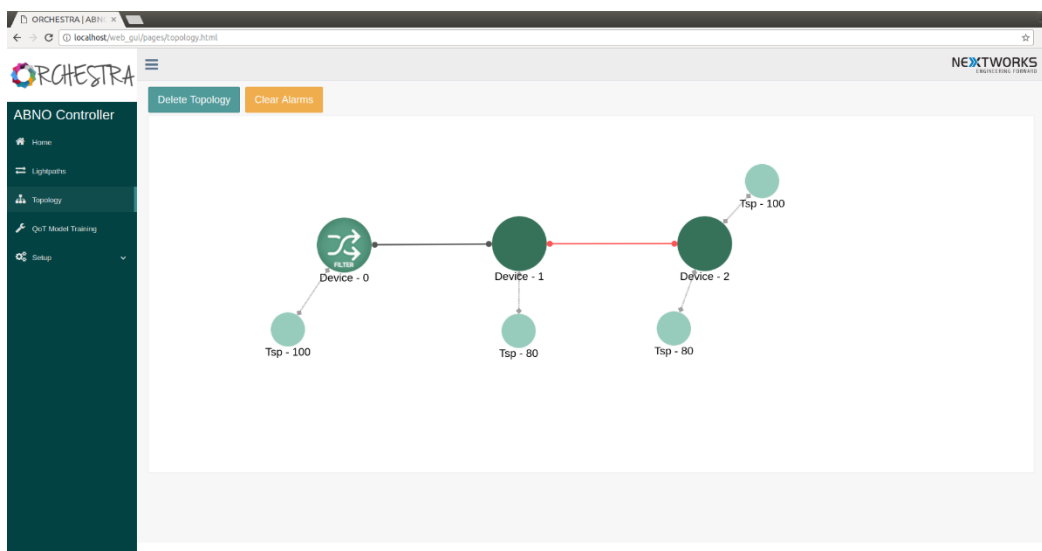 ORCHESTRA | ABNO
localhost/web_gui/pages/topology.html
ORCHESTRA
NEXTWORKS
ENGINEERING FORWARD
ABNO Controller
Delete Topology
Clear Alarms
Home
Lightpaths
Topology
QoT Model Training
Setup
Tsp - 100
FILTER
Device - 0
Device - 1
Device - 2
Tsp - 100
Tsp - 80
Tsp - 80